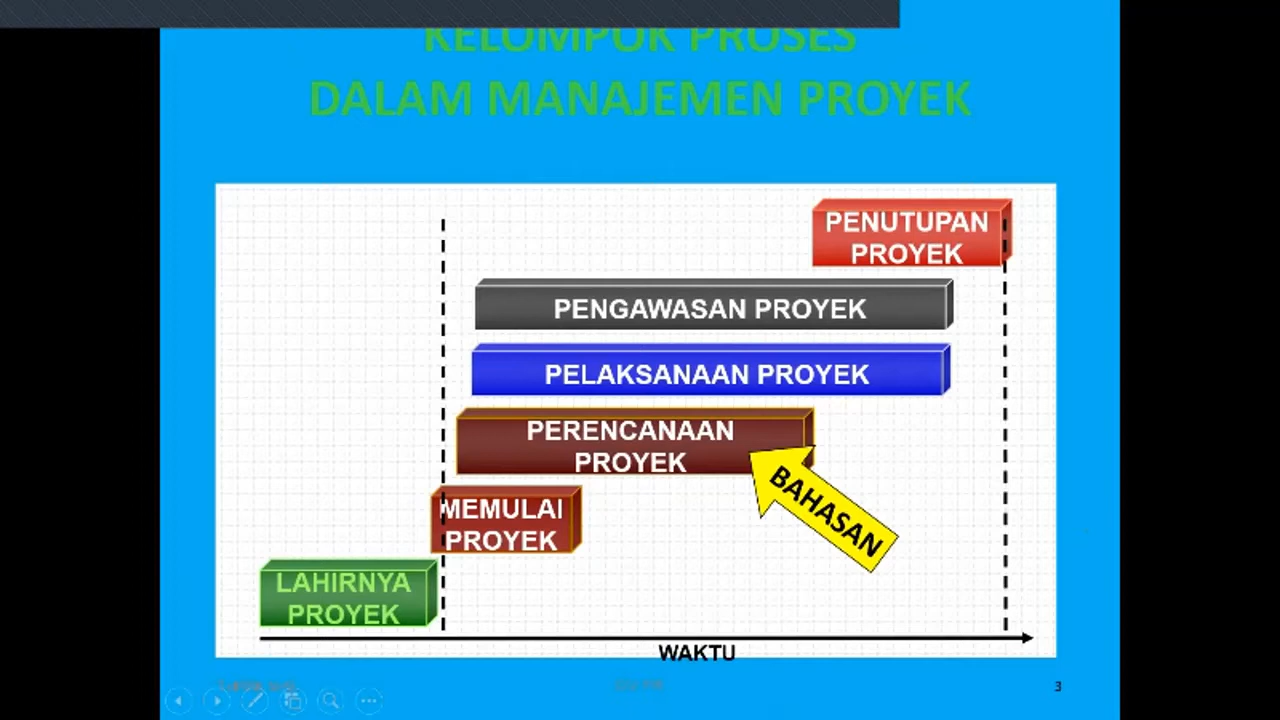 KELOMPOK PROSES
DALAM MANAJEMEN PROYEK
PENUTUPAN
PROYEK
PENGAWASAN PROYEK
PELAKSANAAN PROYEK
PERENCANAAN
PROYEK
BAHASAN
MEMULAI
PROYEK
LAHIRNYA
PROYEK
WAKTU
3